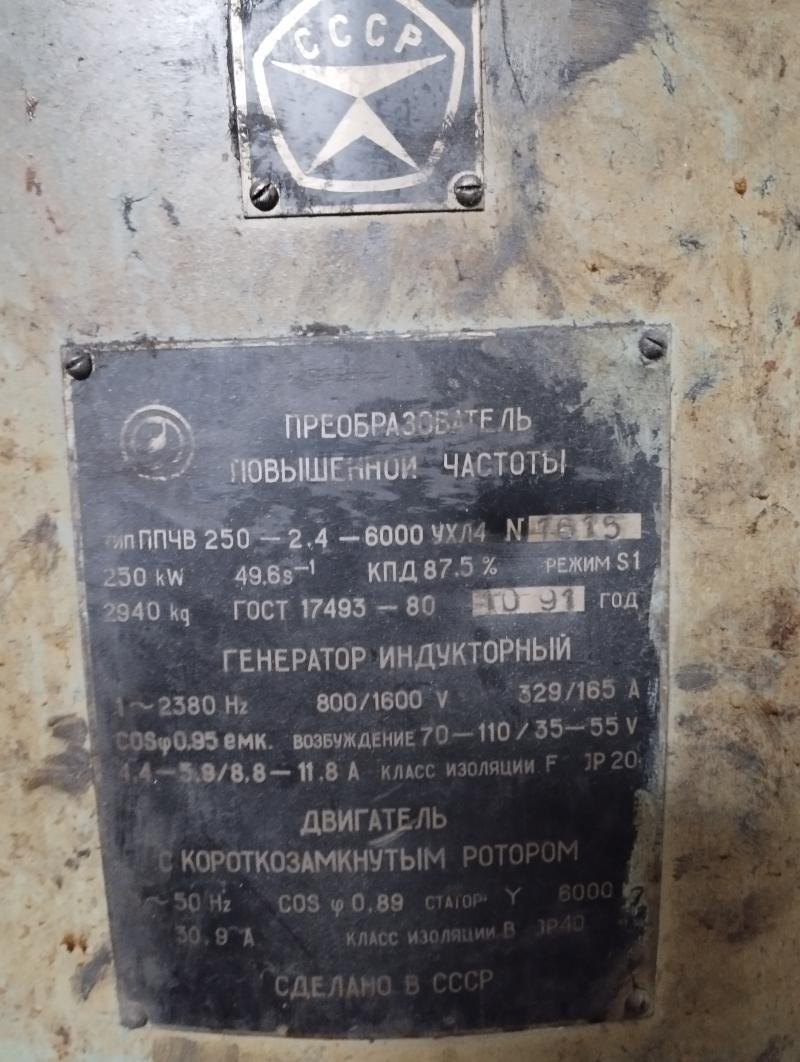 СССР
ПРЕОБРАЗОВАТЕЛЬ
ПОВЫШЕННОЙ ЧАСТОТЫ
ТИП ППЧВ 250 – 2.4 – 6000 УХЛ4 N 1615
250 kW 49.6s⁻¹ КПД 87.5 % РЕЖИМ S1
2940 kg ГОСТ 17493 – 80 10 91 ГОД
ГЕНЕРАТОР ИНДУКТОРНЫЙ
1 ~ 2380 Hz 800/1600 V 329/165 A
COSφ0.95 емк. ВОЗБУЖДЕНИЕ 70–110 / 35–55 V
4.4–5.9/8.8–11.8 A КЛАСС ИЗОЛЯЦИИ F JP 20
ДВИГАТЕЛЬ
С КОРОТКОЗАМКНУТЫМ РОТОРОМ
~ 50 Hz COS φ 0.89 СТАТОР Y 6000
30.9 A КЛАСС ИЗОЛЯЦИИ B JP40
СДЕЛАНО В СССР